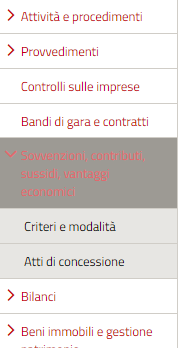 Attività e procedimenti
Provvedimenti
Controlli sulle imprese
Bandi di gara e contratti
Sovvenzioni, contributi,
sussidi, vantaggi
economici
Criteri e modalità
Atti di concessione
Bilanci
Beni immobili e gestione
patrimonio